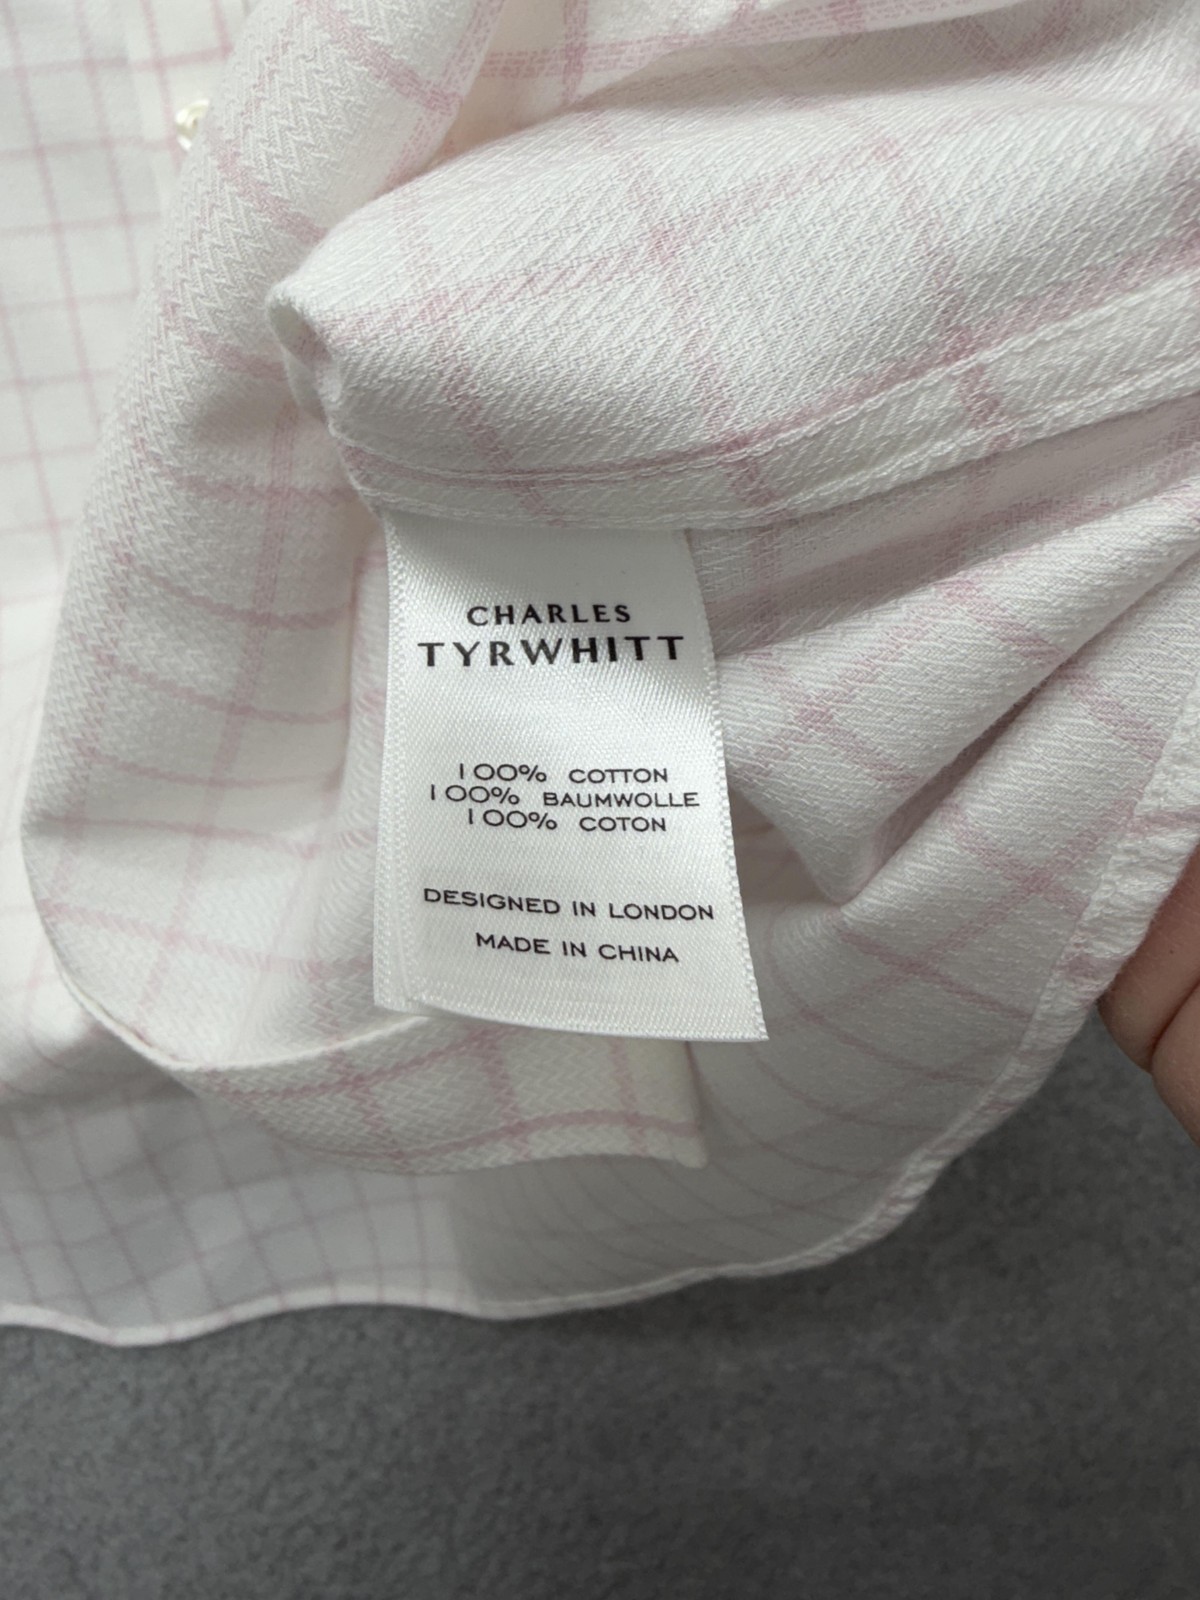 CHARLES
TYRWHITT
100% COTTON
100% BAUMWOLLE
100% COTON
DESIGNED IN LONDON
MADE IN CHINA